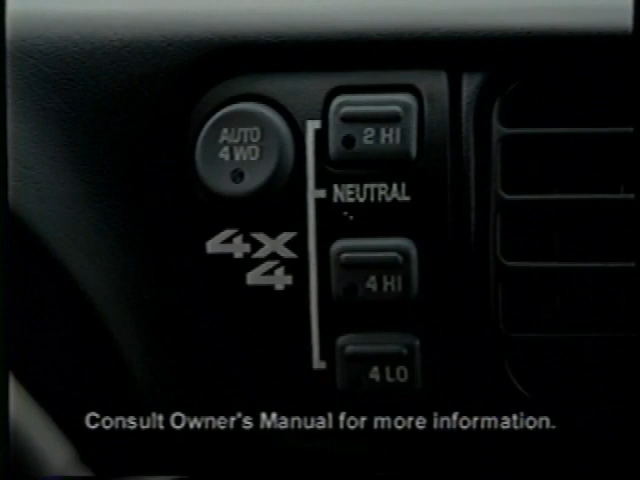 AUTO
4WD
2 HI
NEUTRAL
4X
4
4 HI
4 LO
Consult Owner's Manual for more information.